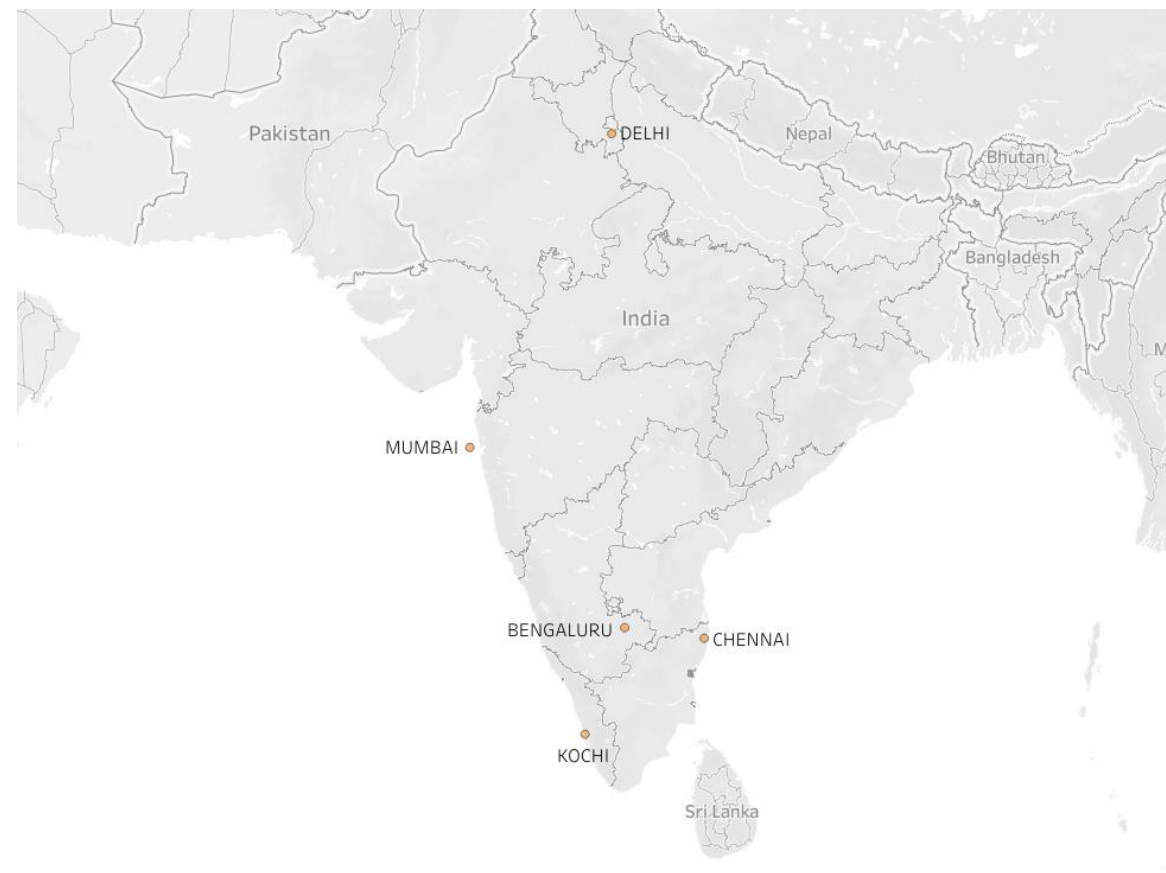 Pakistan
DELHI
Nepal
Bhutan
Bangladesh
India
M
MUMBAI
BENGALURU
CHENNAI
KOCHI
Sri Lanka